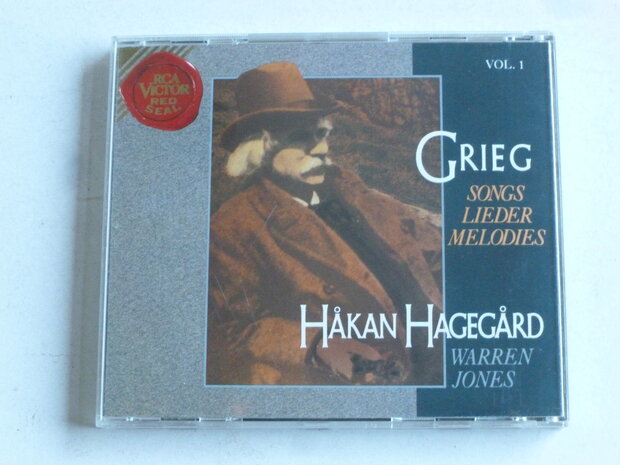 RCA
VICTOR
RED
SEAL
VOL. 1
GRIEG
SONGS
LIEDER
MELODIES
HÅKAN HAGEGÅRD
WARREN
JONES